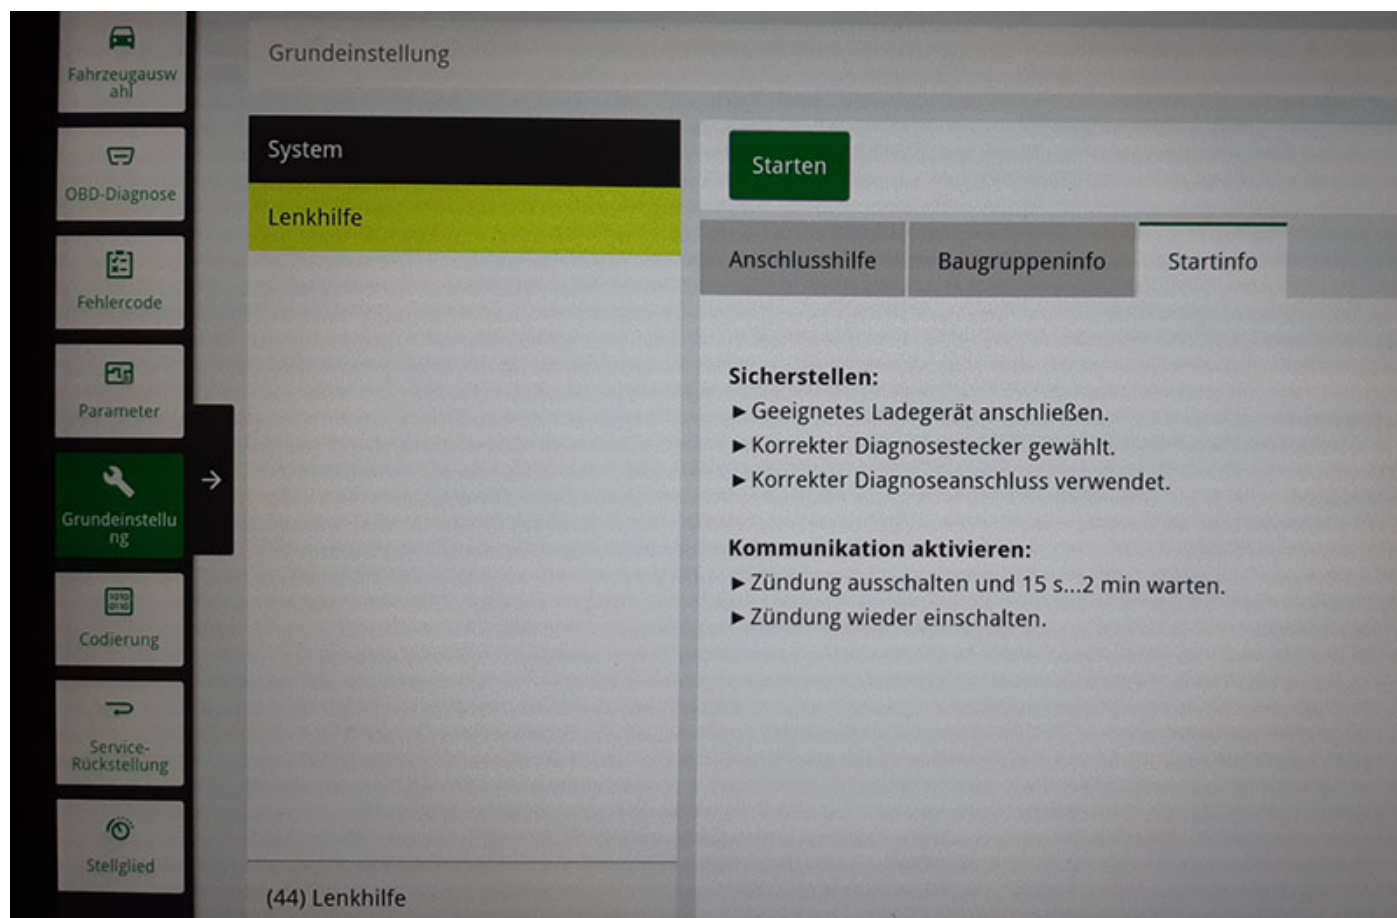 Fahrzeugausw
ahl
OBD-Diagnose
Fehlercode
Parameter
Grundeinstellu
ng
Codierung
Service-
Rückstellung
Stellglied
Grundeinstellung
System
Lenkhilfe
(44) Lenkhilfe
Starten
Anschlusshilfe
Baugruppeninfo
Startinfo
Sicherstellen:
►Geeignetes Ladegerät anschließen.
►Korrekter Diagnosestecker gewählt.
►Korrekter Diagnoseanschluss verwendet.
Kommunikation aktivieren:
►Zündung ausschalten und 15 s...2 min warten.
►Zündung wieder einschalten.